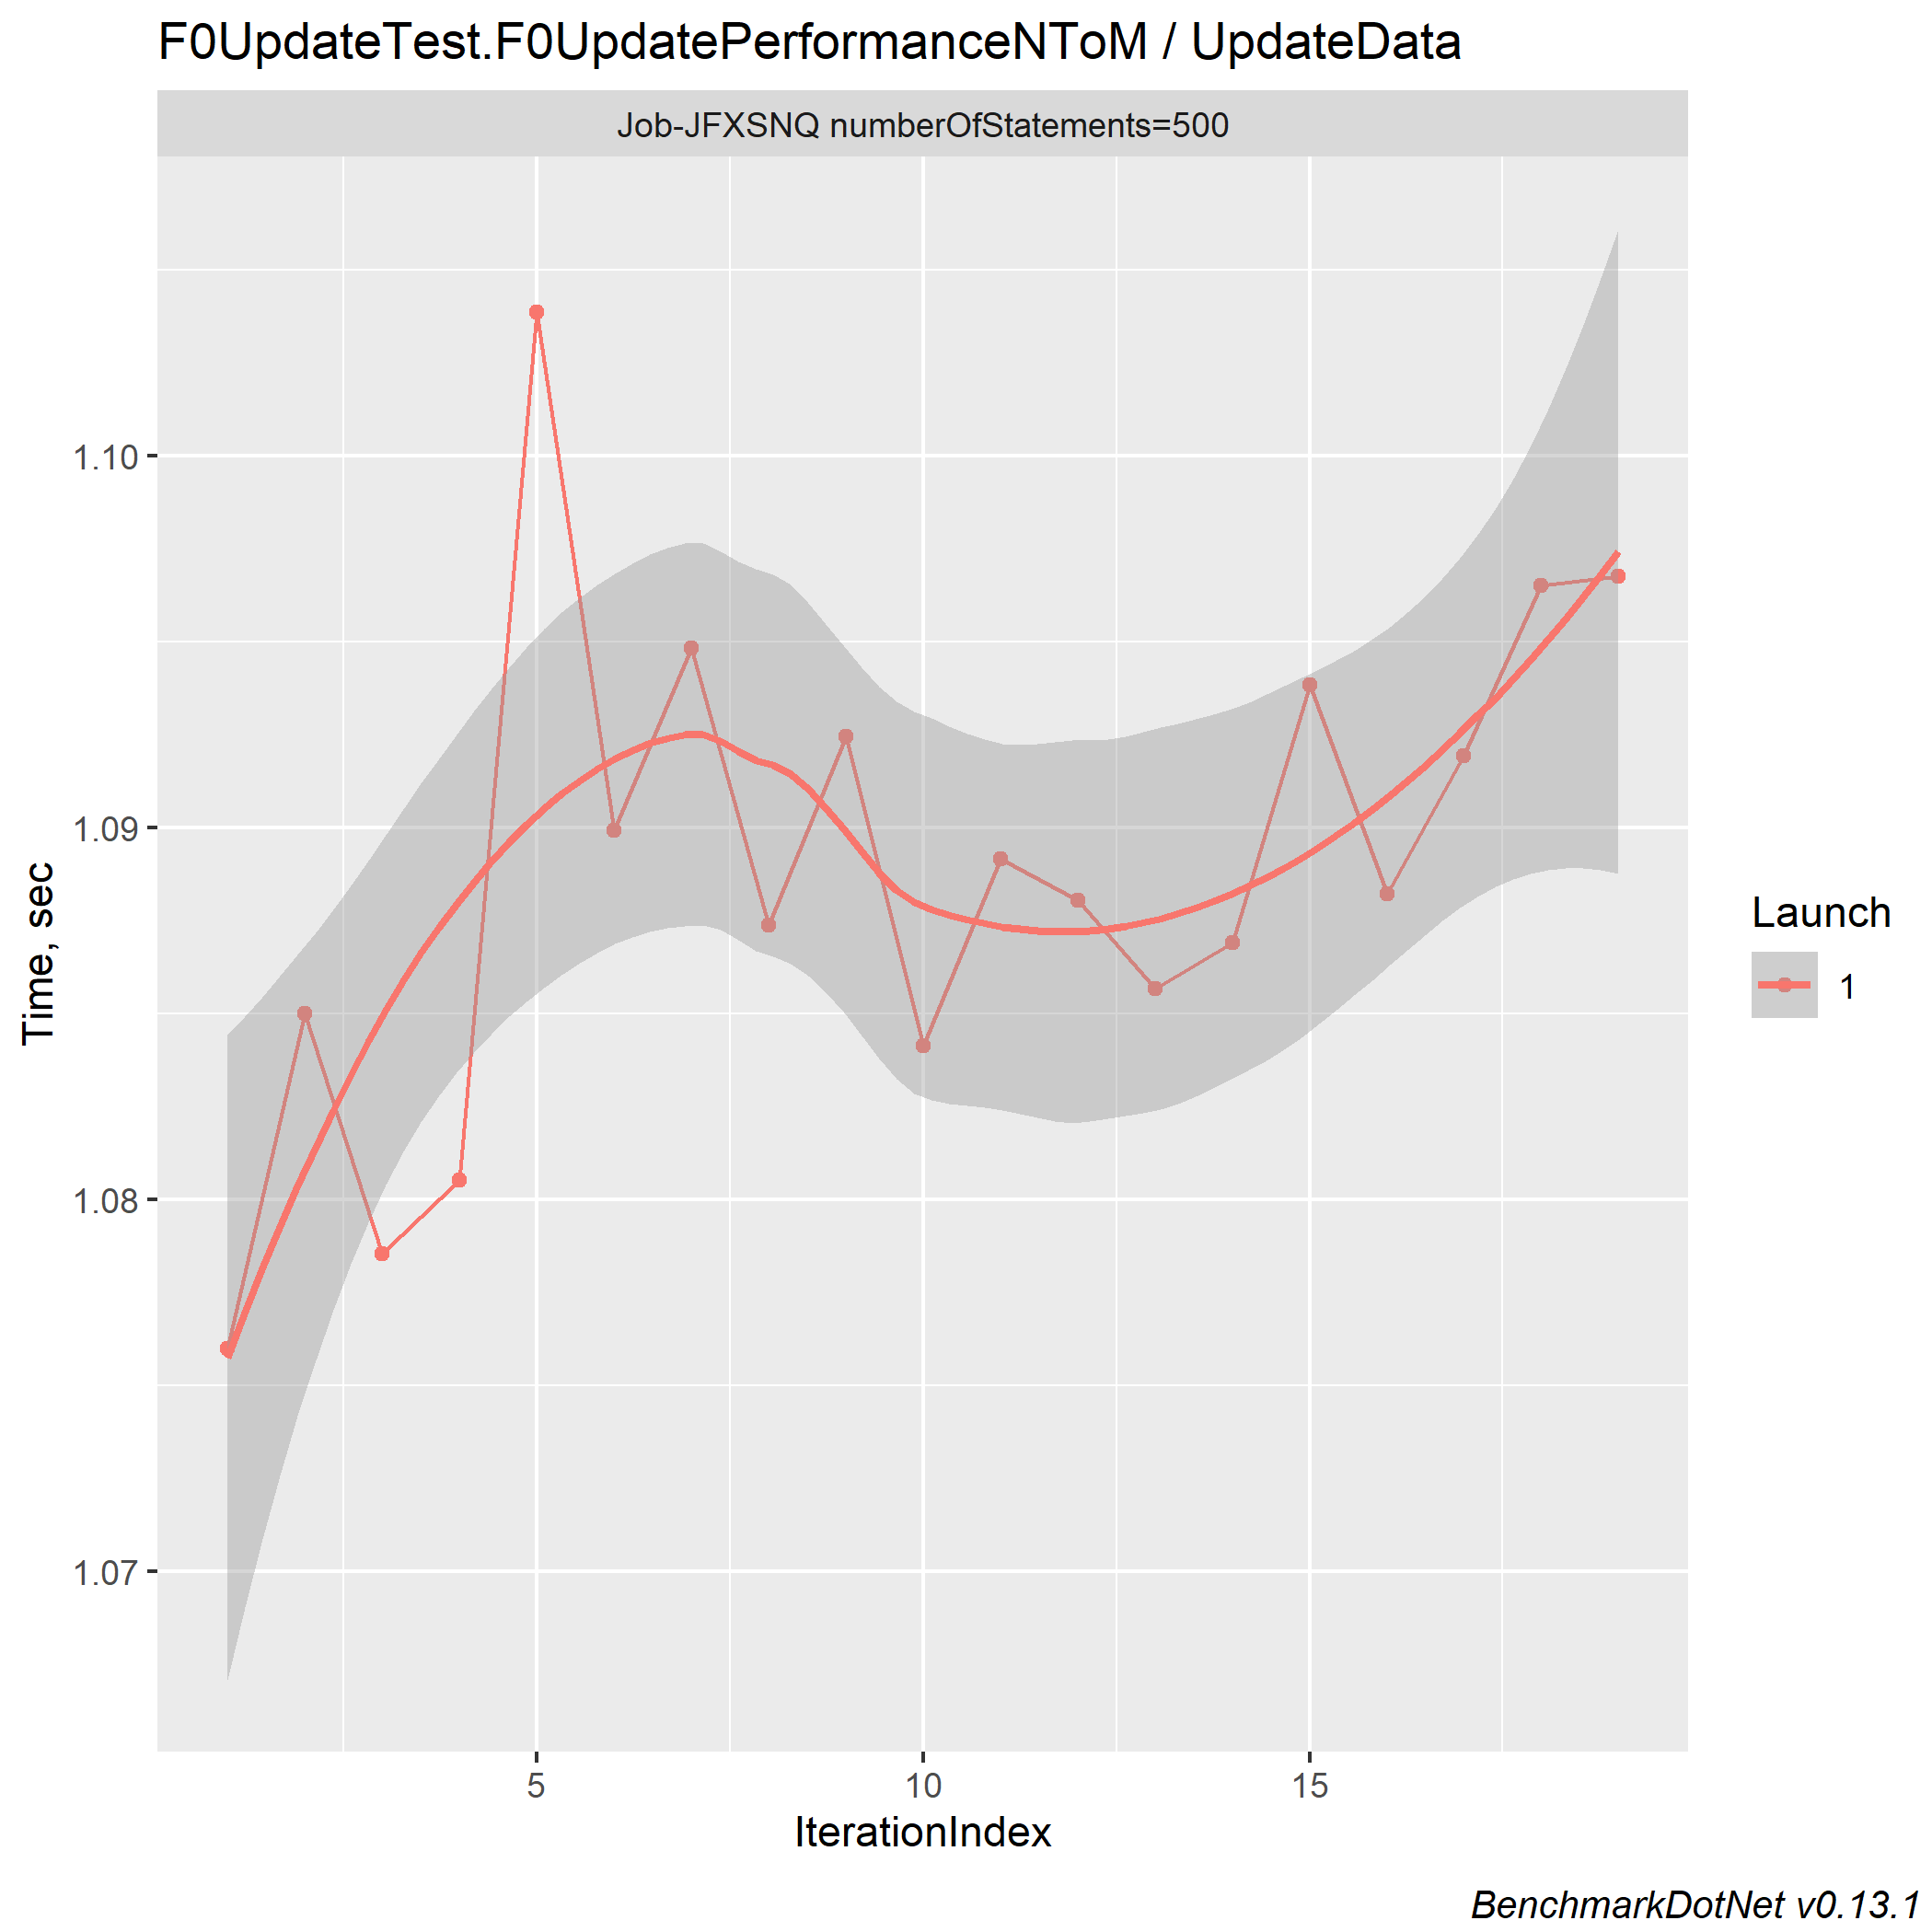 F0UpdateTest.F0UpdatePerformanceNToM / UpdateData
Job-JFXSNQ numberOfStatements=500
1.10
1.09
1.08
1.07
Time, sec
5
10
15
IterationIndex
Launch
1
BenchmarkDotNet v0.13.1